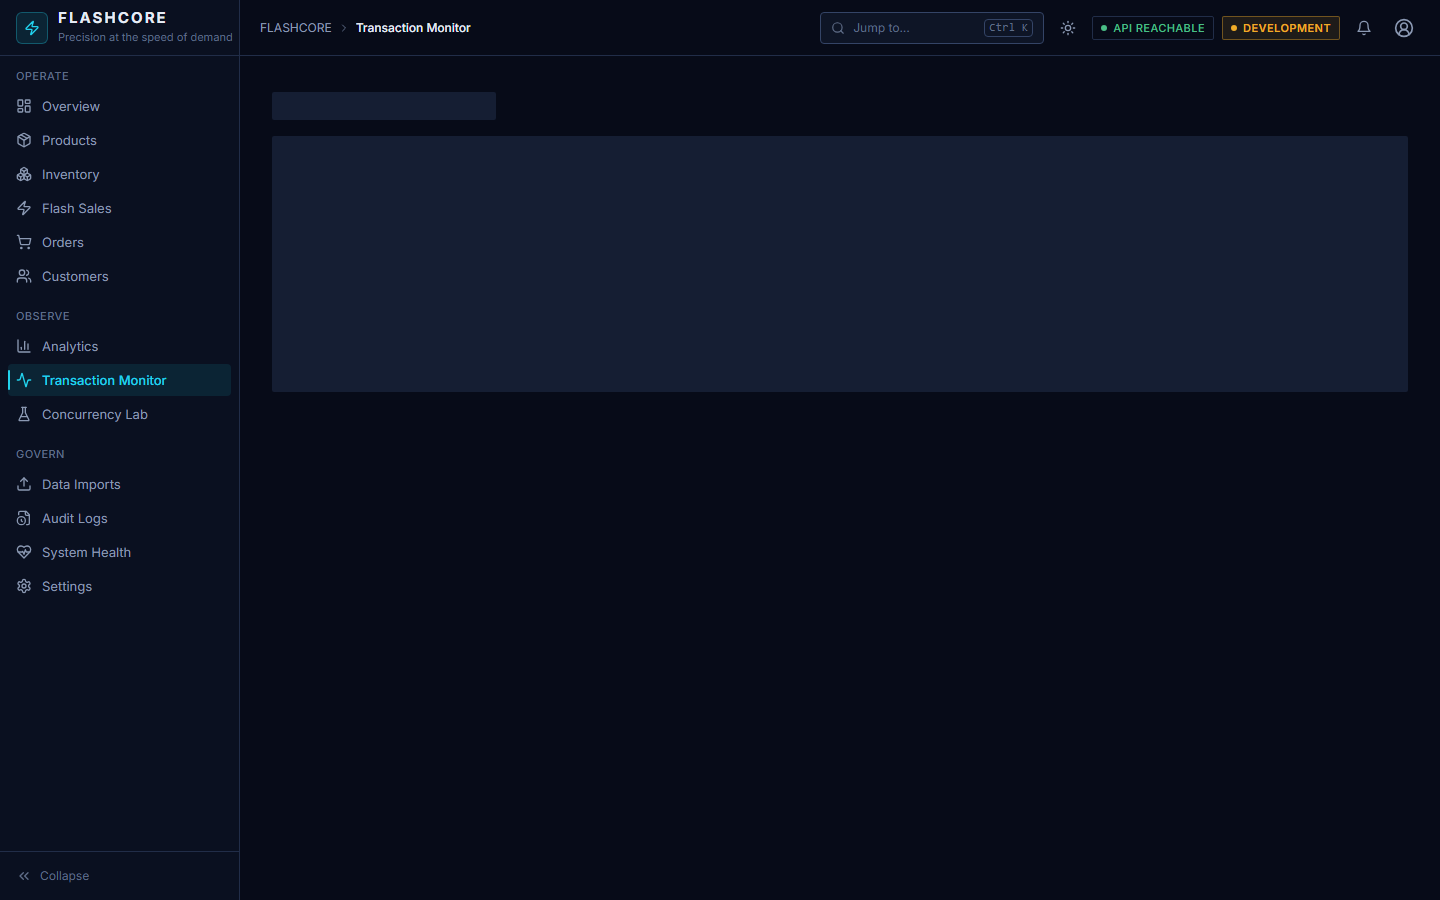 FLASHCORE
Precision at the speed of demand
FLASHCORE > Transaction Monitor
Jump to... Ctrl K
API REACHABLE
DEVELOPMENT
OPERATE
Overview
Products
Inventory
Flash Sales
Orders
Customers
OBSERVE
Analytics
Transaction Monitor
Concurrency Lab
GOVERN
Data Imports
Audit Logs
System Health
Settings
Collapse